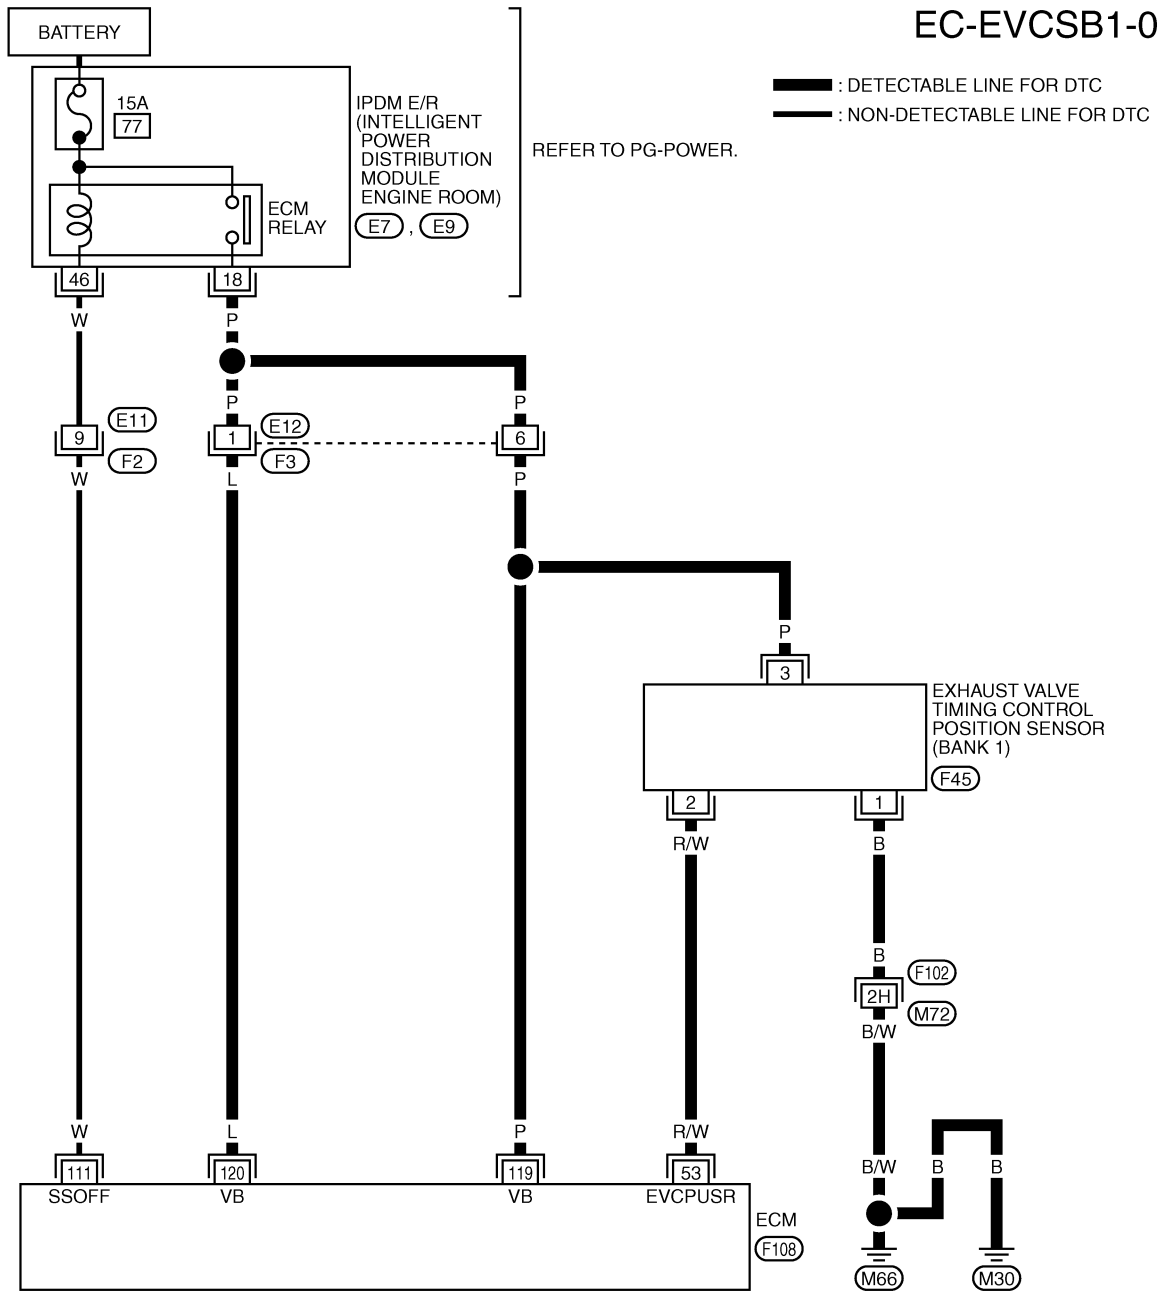 EC-EVCSB1-0
BATTERY
: DETECTABLE LINE FOR DTC
: NON-DETECTABLE LINE FOR DTC
15A
77
IPDM E/R
(INTELLIGENT
POWER
DISTRIBUTION
MODULE
ENGINE ROOM)
E7 , E9
REFER TO PG-POWER.
ECM
RELAY
46
18
W
P
P
P
9
E11
F2
1
E12
F3
6
W
L
P
P
3
EXHAUST VALVE
TIMING CONTROL
POSITION SENSOR
(BANK 1)
F45
2
1
R/W
B
B
2H
F102
M72
B/W
W
L
P
R/W
B/W
B
B
111
120
119
53
SSOFF
VB
VB
EVCPUSR
ECM
F108
M66
M30